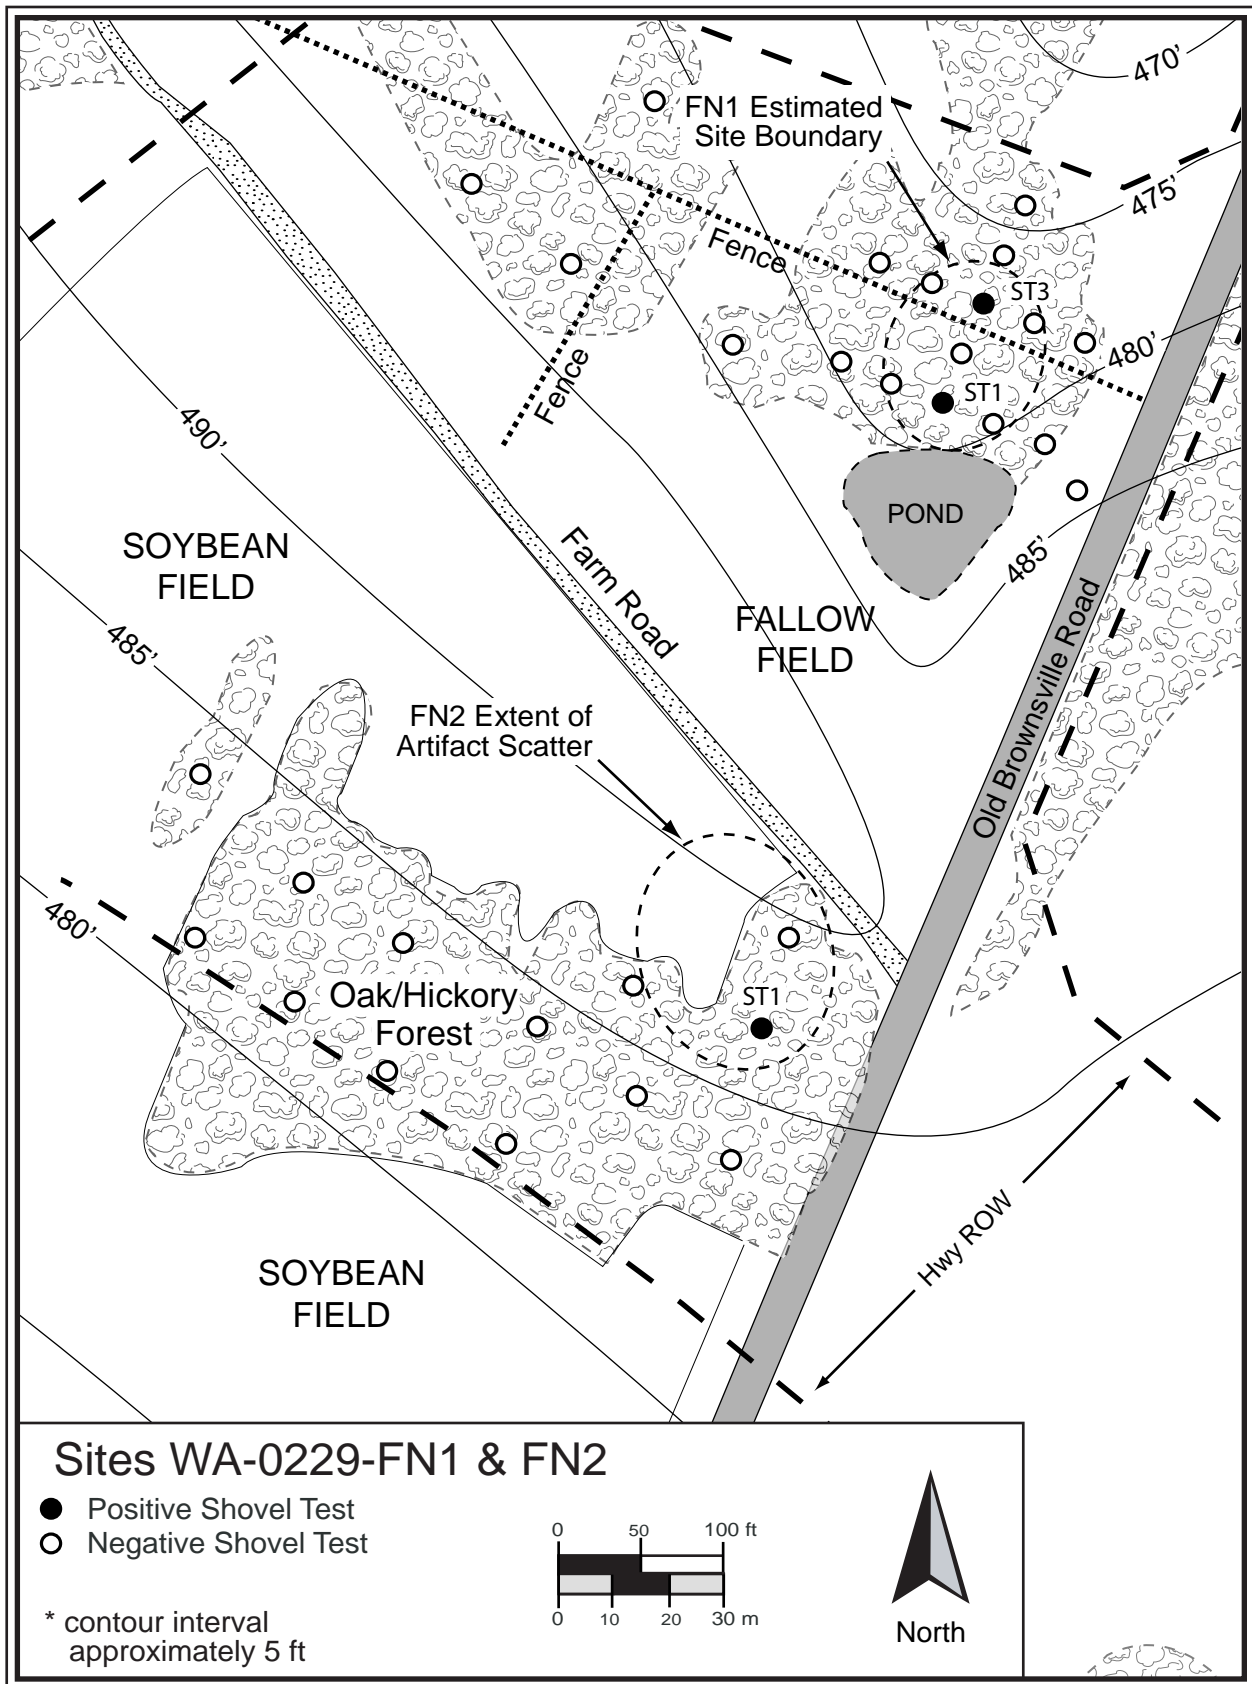 470'
FN1 Estimated
Site Boundary
475'
Fence
ST3
480'
Fence
ST1
490'
POND
SOYBEAN
FIELD
485'
Farm Road
FALLOW
FIELD
485'
Old Brownsville Road
FN2 Extent of
Artifact Scatter
480'
Oak/Hickory
Forest
ST1
Hwy ROW
SOYBEAN
FIELD
Sites WA-0229-FN1 & FN2
Positive Shovel Test
Negative Shovel Test
* contour interval
approximately 5 ft
0 50 100 ft
0 10 20 30 m
North